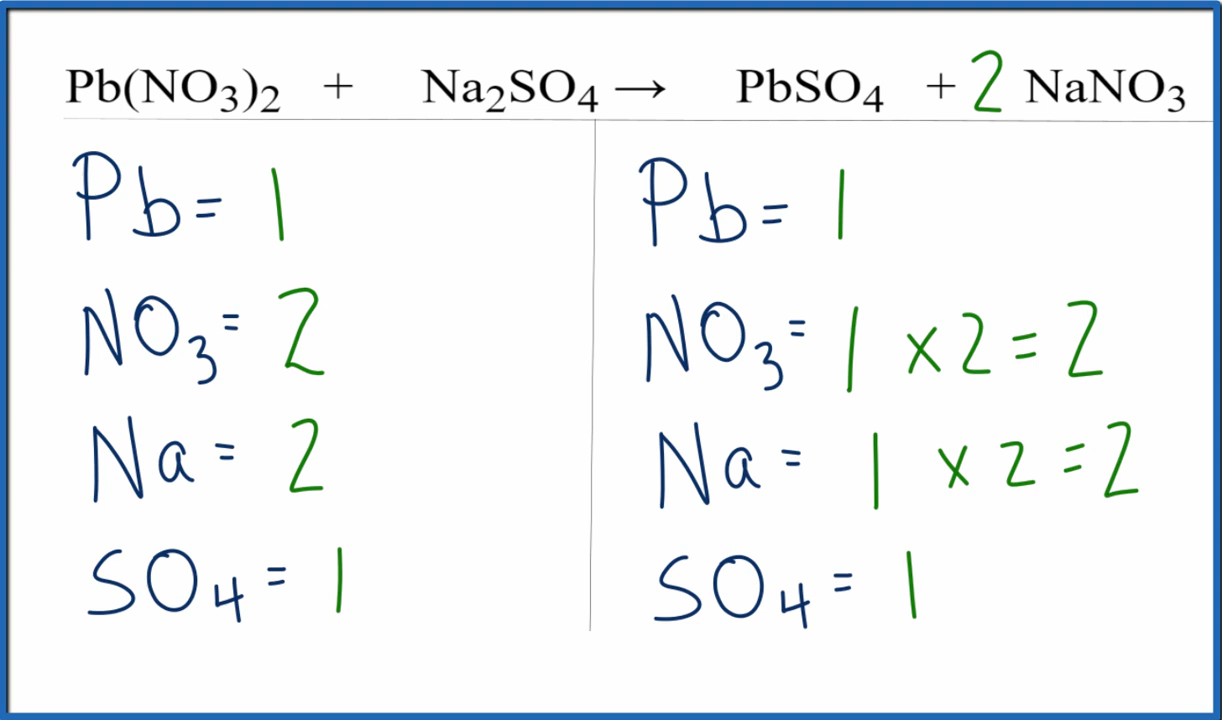 Pb(NO₃)₂ + Na₂SO₄ → PbSO₄ + 2 NaNO₃
Pb = 1
NO₃ = 2
Na = 2
SO₄ = 1
Pb = 1
NO₃ = 1 x 2 = 2
Na = 1 x 2 = 2
SO₄ = 1